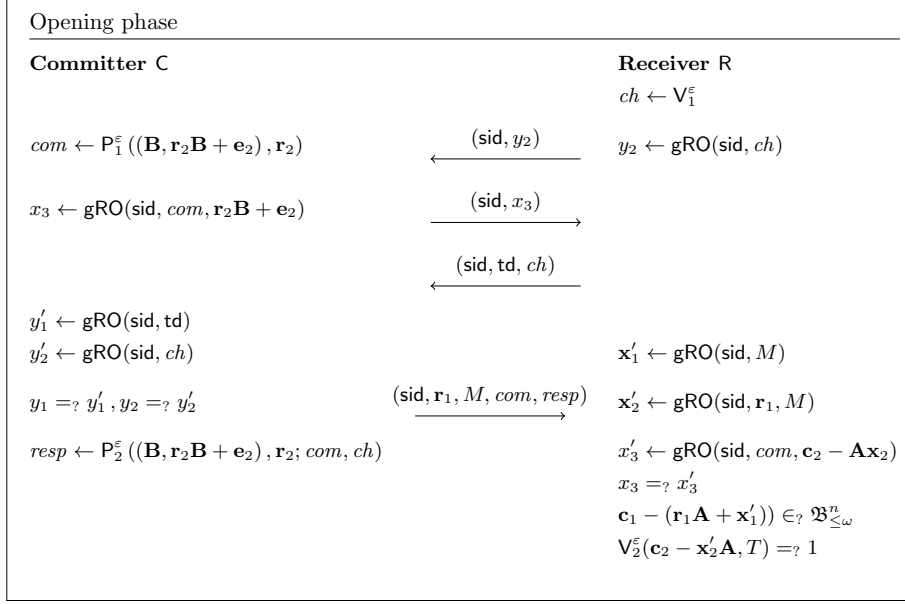 Opening phase
Committer C Receiver R
ch ← V₁^ε
com ← P₁^ε ((B, r₂B + e₂) , r₂) (sid, y₂) y₂ ← gRO(sid, ch)
x₃ ← gRO(sid, com, r₂B + e₂) (sid, x₃)
(sid, td, ch)
y′₁ ← gRO(sid, td)
y′₂ ← gRO(sid, ch) x′₁ ← gRO(sid, M)
y₁ =? y′₁ , y₂ =? y′₂ (sid, r₁, M, com, resp) x′₂ ← gRO(sid, r₁, M)
resp ← P₂^ε ((B, r₂B + e₂) , r₂; com, ch) x′₃ ← gRO(sid, com, c₂ − Ax₂)
x₃ =? x′₃
c₁ − (r₁A + x′₁)) ∈? 𝔅ⁿ≤ω
V₂^ε(c₂ − x′₂A, T) =? 1